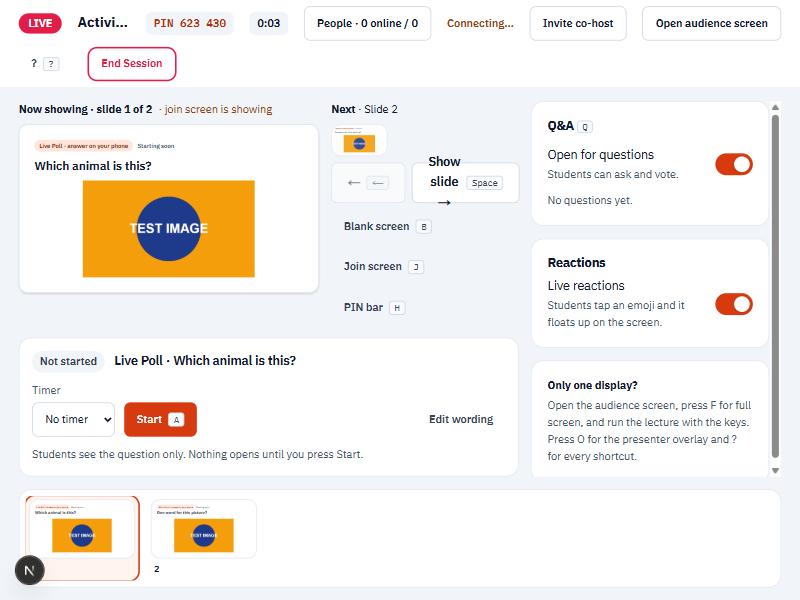 LIVE
Activi...
PIN 623 430
0:03
People · 0 online / 0
Connecting...
Invite co-host
Open audience screen
? ?
End Session
Now showing · slide 1 of 2 · join screen is showing
Live Poll · answer on your phone Starting soon
Which animal is this?
TEST IMAGE
Next · Slide 2
TEST IMAGE
← ←
Show slide → Space
Blank screen B
Join screen J
PIN bar H
Not started Live Poll · Which animal is this?
Timer
No timer
Start A
Edit wording
Students see the question only. Nothing opens until you press Start.
Q&A Q
Open for questions
Students can ask and vote.
No questions yet.
Reactions
Live reactions
Students tap an emoji and it
floats up on the screen.
Only one display?
Open the audience screen, press F for full
screen, and run the lecture with the keys.
Press O for the presenter overlay and ?
for every shortcut.
Which animal is this?
TEST IMAGE
One word for this picture?
TEST IMAGE
2
N